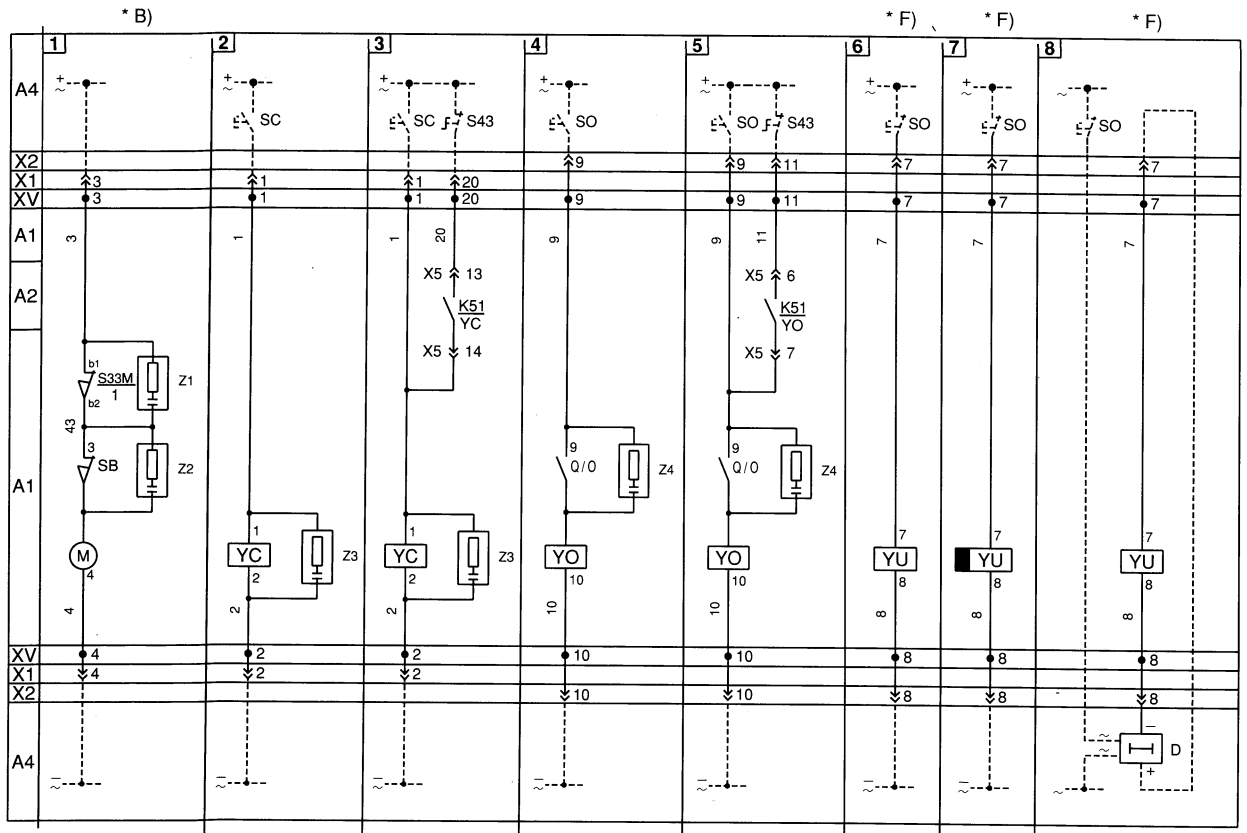 * B)
* F)
* F)
* F)
1 2 3 4 5 6 7 8
A4
SC SC S43 SO SO S43 SO SO SO
X2 9 9 11 7 7 7
X1 3 1 1 20
XV 3 1 1 20 9 9 11 7 7 7
A1 3 1 1 20 9 9 11 7 7 7
A2
X5 13 X5 6
K51 K51
YC YO
X5 14 X5 7
b1
S33M Z1
1
b2
43
3 9 9
SB Z2 Q/O Z4 Q/O Z4
A1
1 1 7 7 7
M YC Z3 YC Z3 YO YO YU YU YU
4 2 2 10 10 8 8 8
4 2 2 10 10 8 8 8
XV 4 2 2 10 10 8 8 8
X1 4 2 2
X2 10 10 8 8 8
A4
~ − D
~ +